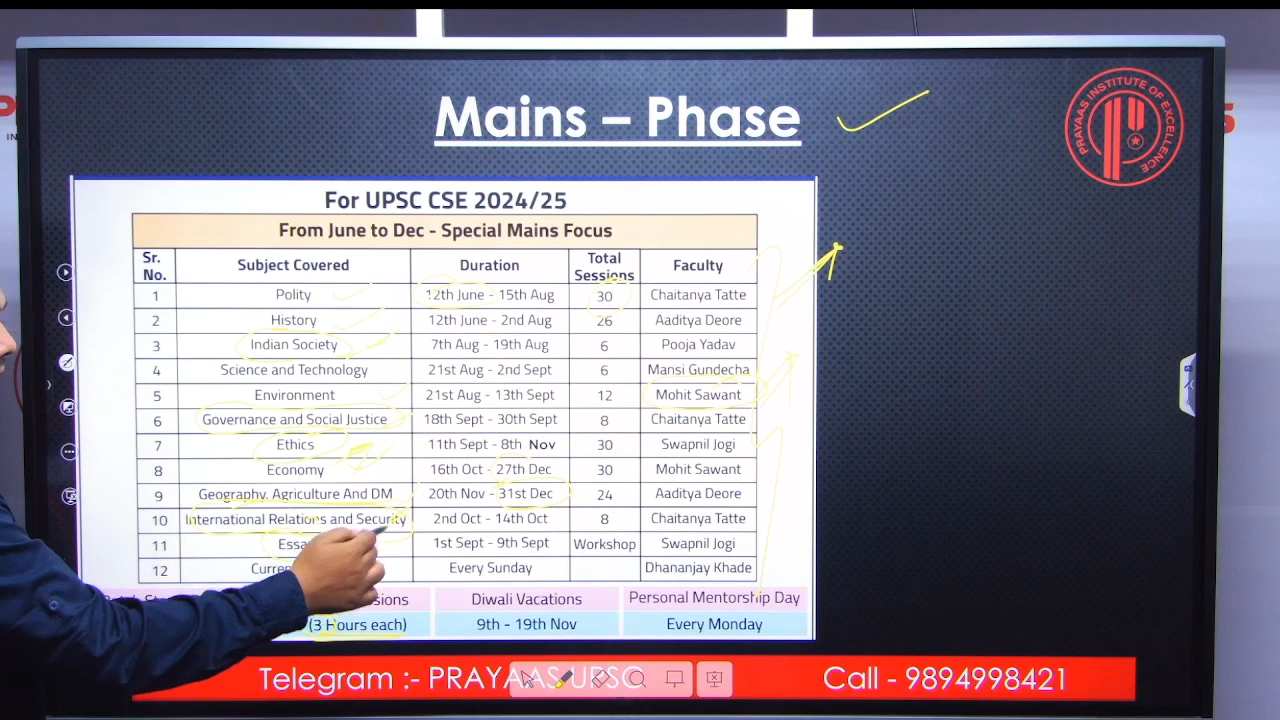 Mains – Phase
PRAYAAS INSTITUTE OF EXCELLENCE
For UPSC CSE 2024/25
From June to Dec - Special Mains Focus
Sr. No. Subject Covered Duration Total Sessions Faculty
1 Polity 12th June - 15th Aug 30 Chaitanya Tatte
2 History 12th June - 2nd Aug 26 Aaditya Deore
3 Indian Society 7th Aug - 19th Aug 6 Pooja Yadav
4 Science and Technology 21st Aug - 2nd Sept 6 Mansi Gundecha
5 Environment 21st Aug - 13th Sept 12 Mohit Sawant
6 Governance and Social Justice 18th Sept - 30th Sept 8 Chaitanya Tatte
7 Ethics 11th Sept - 8th Nov 30 Swapnil Jogi
8 Economy 16th Oct - 27th Dec 30 Mohit Sawant
9 Geography. Agriculture And DM 20th Nov - 31st Dec 24 Aaditya Deore
10 International Relations and Security 2nd Oct - 14th Oct 8 Chaitanya Tatte
11 1st Sept - 9th Sept Workshop Swapnil Jogi
12 Every Sunday Dhananjay Khade
Diwali Vacations Personal Mentorship Day
(3 Hours each) 9th - 19th Nov Every Monday
Telegram :- PRAYAAS UPSC Call - 9894998421